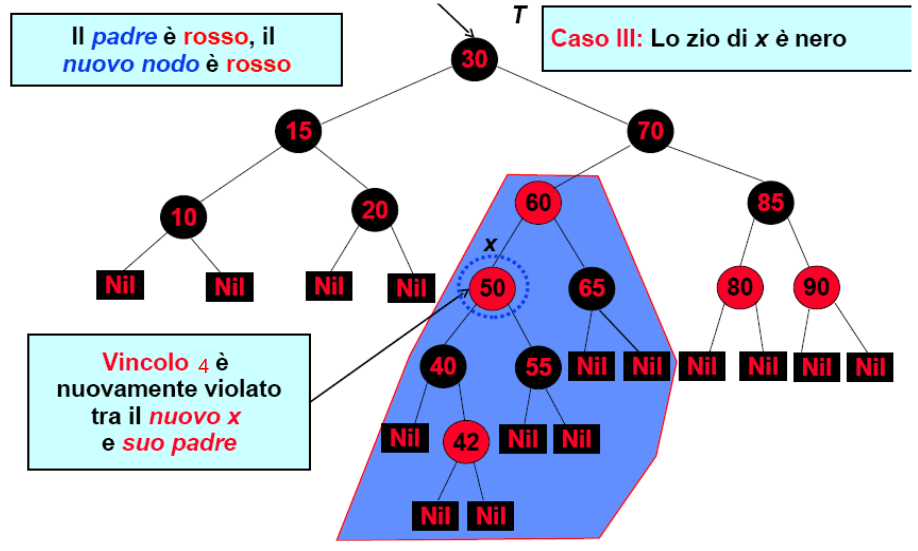 T
Il padre è rosso, il
nuovo nodo è rosso
Caso III: Lo zio di x è nero
30
15
70
10
20
60
85
x
Nil Nil Nil Nil
50
65
80
90
Vincolo 4 è
nuovamente violato
tra il nuovo x
e suo padre
40
55
Nil Nil
Nil Nil Nil Nil
Nil
42
Nil Nil
Nil Nil